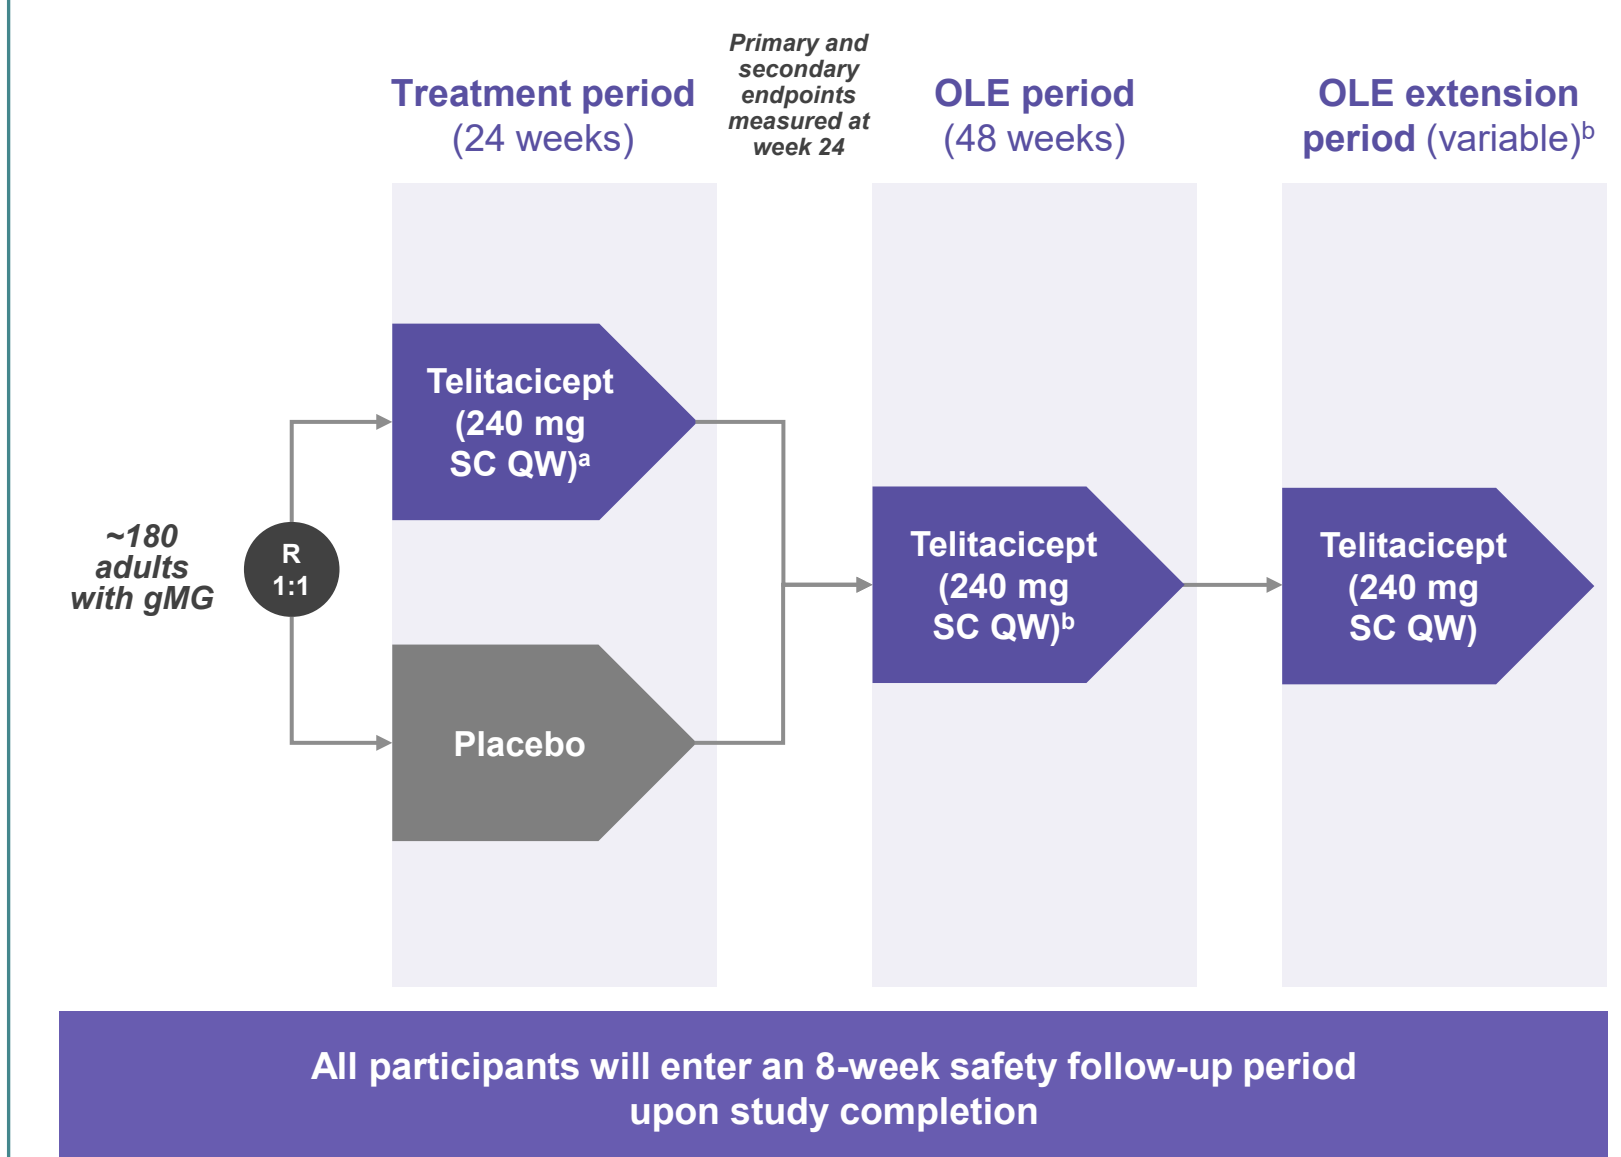 Treatment period
(24 weeks)
Primary and
secondary
endpoints
measured at
week 24
OLE period
(48 weeks)
OLE extension
period (variable)ᵇ
~180
adults
with gMG
R
1:1
Telitacicept
(240 mg
SC QW)ᵃ
Placebo
Telitacicept
(240 mg
SC QW)ᵇ
Telitacicept
(240 mg
SC QW)
All participants will enter an 8-week safety follow-up period
upon study completion